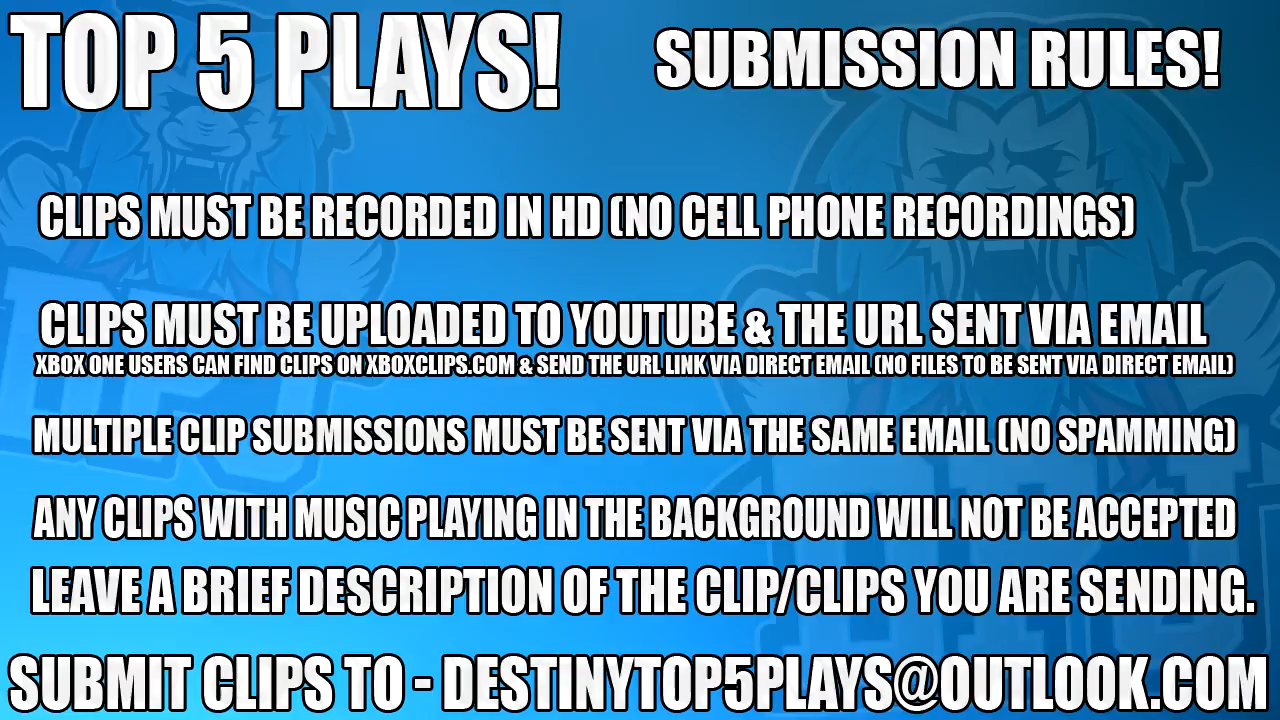 TOP 5 PLAYS!
SUBMISSION RULES!
CLIPS MUST BE RECORDED IN HD (NO CELL PHONE RECORDINGS)
CLIPS MUST BE UPLOADED TO YOUTUBE & THE URL SENT VIA EMAIL
XBOX ONE USERS CAN FIND CLIPS ON XBOXCLIPS.COM & SEND THE URL LINK VIA DIRECT EMAIL (NO FILES TO BE SENT VIA DIRECT EMAIL)
MULTIPLE CLIP SUBMISSIONS MUST BE SENT VIA THE SAME EMAIL (NO SPAMMING)
ANY CLIPS WITH MUSIC PLAYING IN THE BACKGROUND WILL NOT BE ACCEPTED
LEAVE A BRIEF DESCRIPTION OF THE CLIP/CLIPS YOU ARE SENDING.
SUBMIT CLIPS TO - DESTINYTOP5PLAYS@OUTLOOK.COM